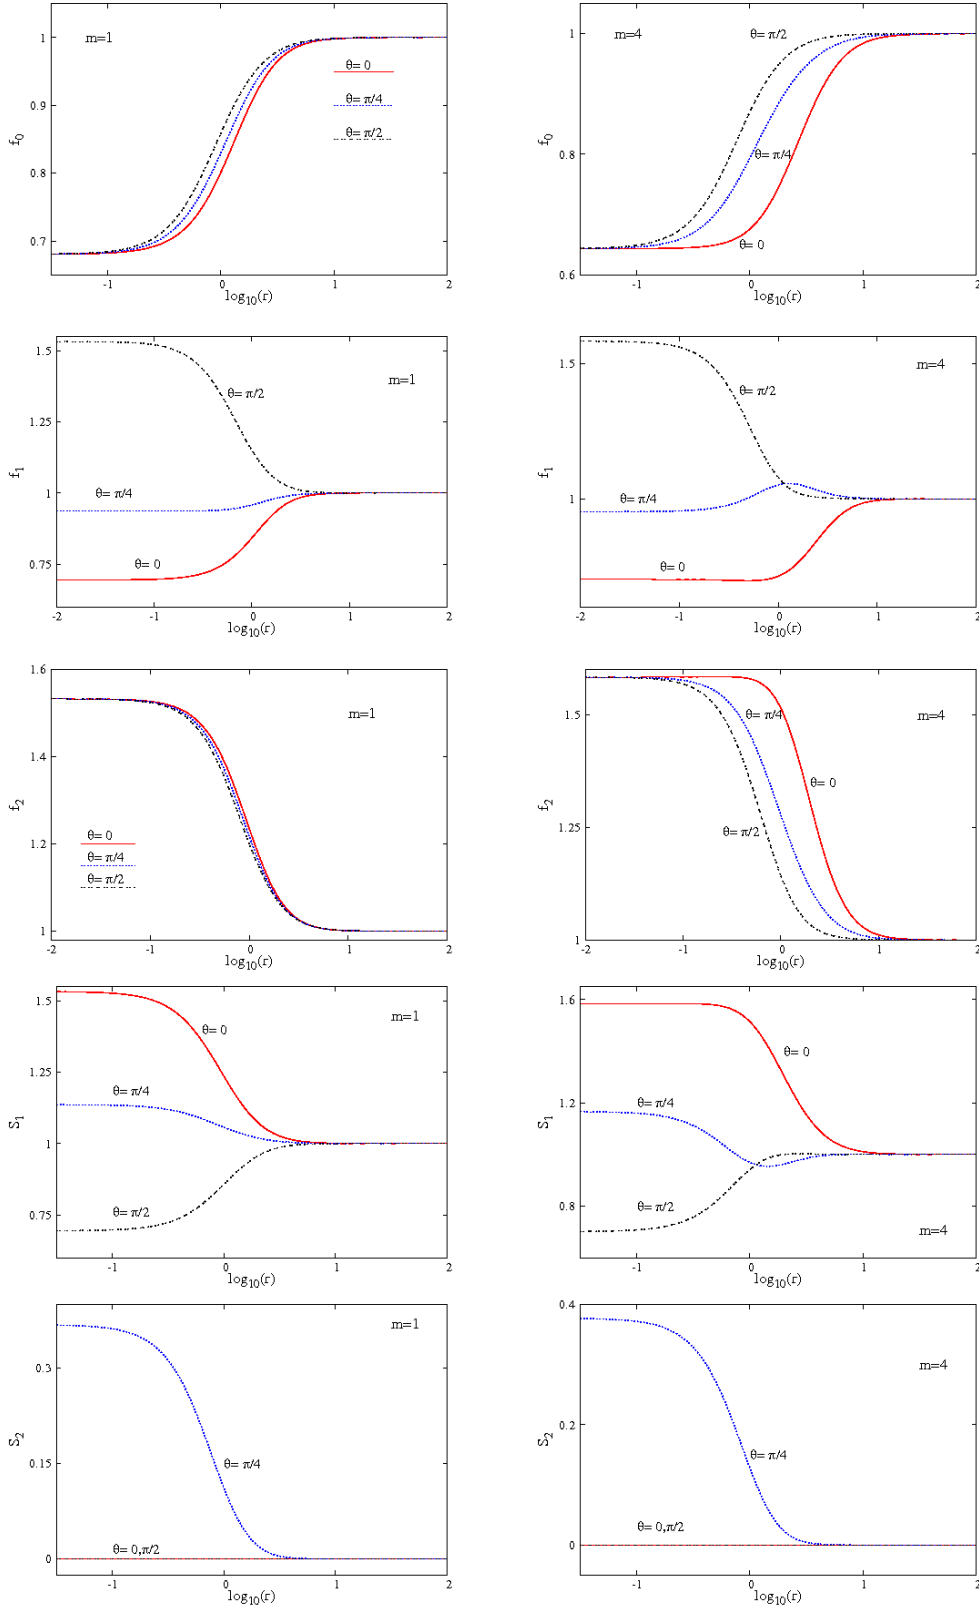 1
m=1
θ= 0
0.9
θ= π/4
f0
θ= π/2
0.8
0.7
-1
0
1
2
log10(r)
1
m=4
θ= π/2
f0
0.8
θ= π/4
θ= 0
0.6
-1
0
1
2
log10(r)
1.5
m=1
θ= π/2
1.25
f1
θ= π/4
1
θ= 0
0.75
-2
-1
0
1
2
log10(r)
1.5
m=4
θ= π/2
f1
θ= π/4
1
θ= 0
-2
-1
0
1
2
log10(r)
1.6
m=1
1.4
f2
θ= 0
1.2
θ= π/4
θ= π/2
1
-2
-1
0
1
2
log10(r)
1.5
θ= π/4
m=4
θ= 0
f2
1.25
θ= π/2
1
-2
-1
0
1
2
log10(r)
1.5
m=1
θ= 0
1.25
θ= π/4
S1
1
θ= π/2
0.75
-1
0
1
2
log10(r)
1.6
θ= 0
1.2
θ= π/4
S1
θ= π/2
0.8
m=4
-1
0
1
2
log10(r)
m=1
0.3
S2
0.15
θ= π/4
θ= 0,π/2
0
-1
0
1
2
log10(r)
0.4
m=4
0.2
S2
θ= π/4
θ= 0,π/2
0
-1
0
1
2
log10(r)